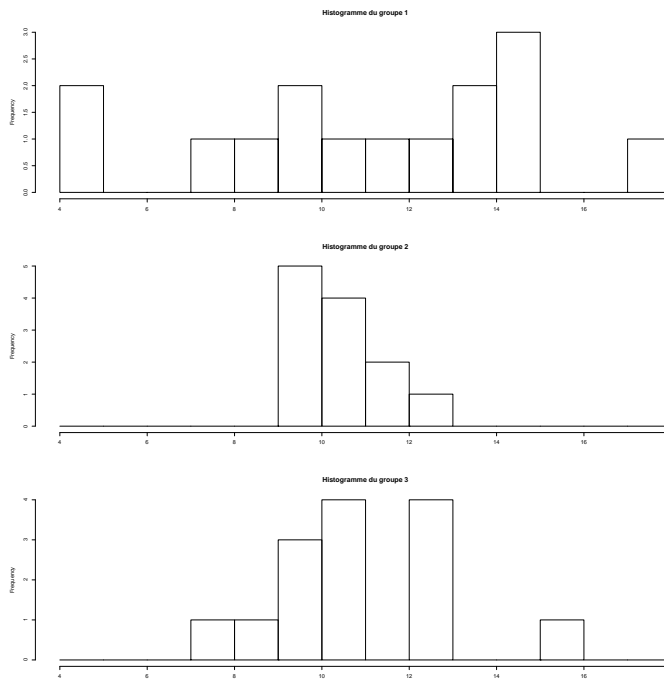 Histogramme du groupe 1
Frequency
0.0 0.5 1.0 1.5 2.0 2.5 3.0
4 6 8 10 12 14 16
Histogramme du groupe 2
Frequency
0 1 2 3 4 5
4 6 8 10 12 14 16
Histogramme du groupe 3
Frequency
0 1 2 3 4
4 6 8 10 12 14 16